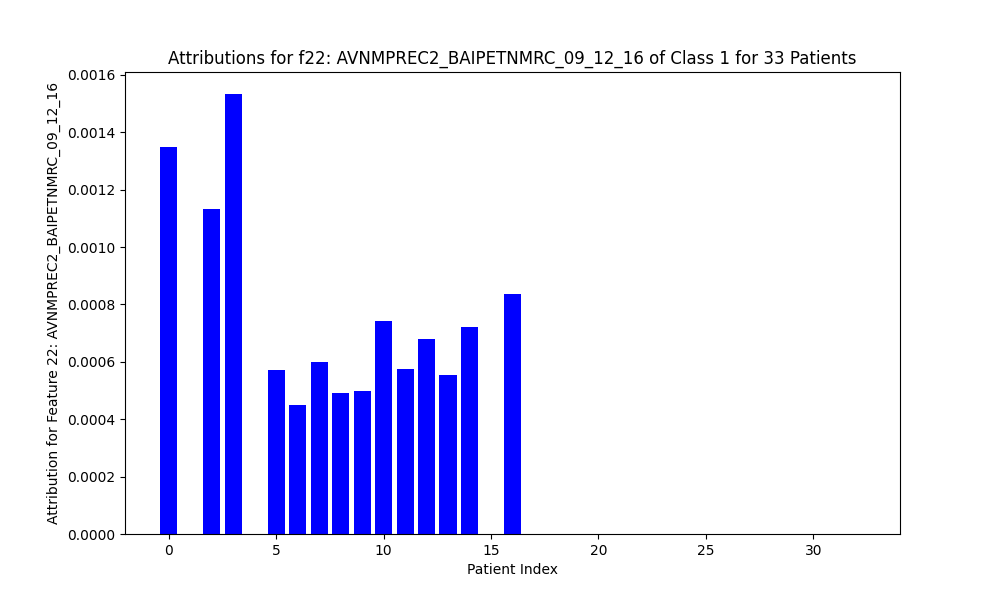 Attributions for f22: AVNMPREC2_BAIPETNMRC_09_12_16 of Class 1 for 33 Patients
Attribution for Feature 22: AVNMPREC2_BAIPETNMRC_09_12_16
0.0016
0.0014
0.0012
0.0010
0.0008
0.0006
0.0004
0.0002
0.0000
0 5 10 15 20 25 30
Patient Index